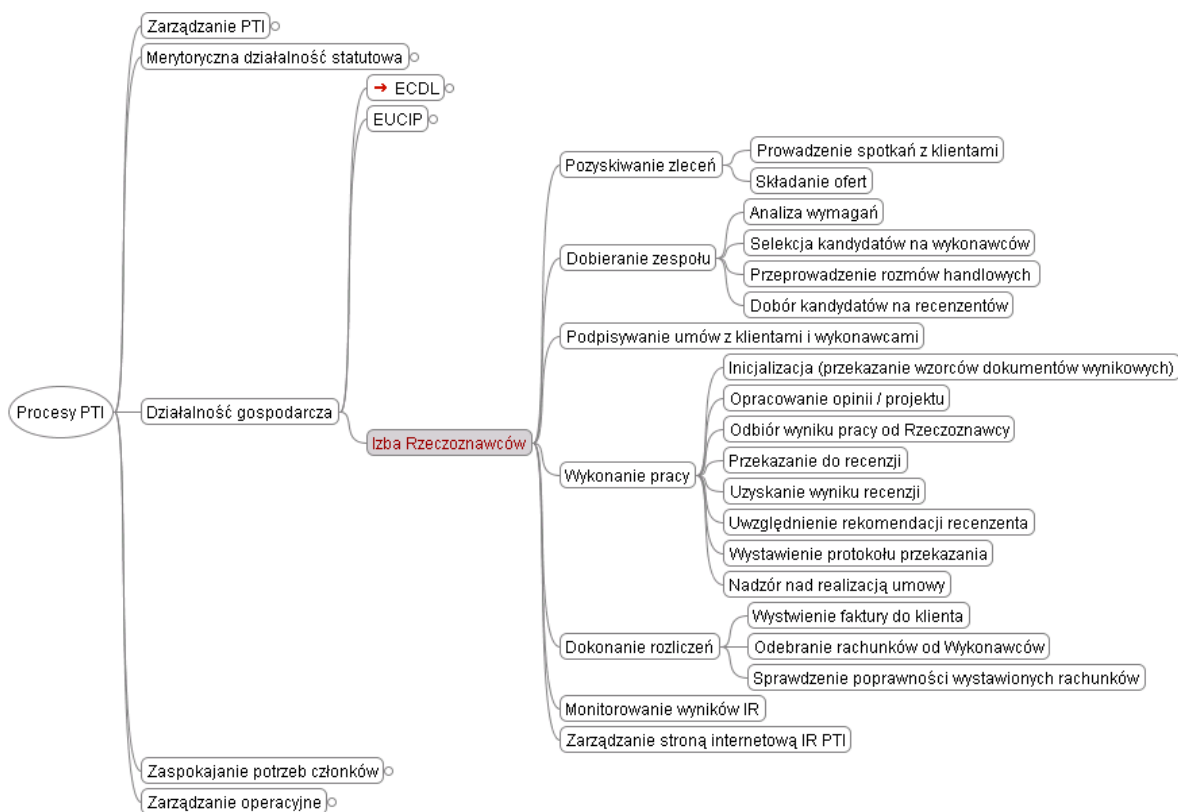 Zarządzanie PTI
Merytoryczna działalność statutowa
ECDL
EUCIP
Prowadzenie spotkań z klientami
Pozyskiwanie zleceń
Składanie ofert
Analiza wymagań
Selekcja kandydatów na wykonawców
Dobieranie zespołu
Przeprowadzenie rozmów handlowych
Dobór kandydatów na recenzentów
Podpisywanie umów z klientami i wykonawcami
Inicjalizacja (przekazanie wzorców dokumentów wynikowych)
Opracowanie opinii / projektu
Procesy PTI
Działalność gospodarcza
Odbiór wyniku pracy od Rzeczoznawcy
Izba Rzeczoznawców
Przekazanie do recenzji
Wykonanie pracy
Uzyskanie wyniku recenzji
Uwzględnienie rekomendacji recenzenta
Wystawienie protokołu przekazania
Nadzór nad realizacją umowy
Wystwienie faktury do klienta
Dokonanie rozliczeń
Odebranie rachunków od Wykonawców
Sprawdzenie poprawności wystawionych rachunków
Monitorowanie wyników IR
Zarządzanie stroną internetową IR PTI
Zaspokajanie potrzeb członków
Zarządzanie operacyjne